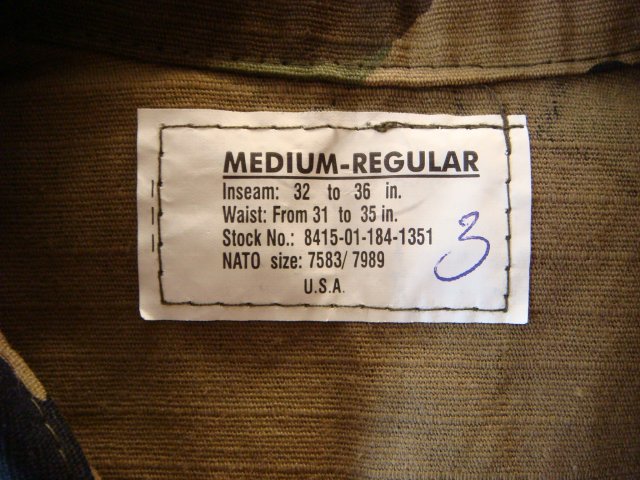 MEDIUM-REGULAR
Inseam: 32 to 36 in.
Waist: From 31 to 35 in.
Stock No.: 8415-01-184-1351
NATO size: 7583/ 7989
U.S.A.
3